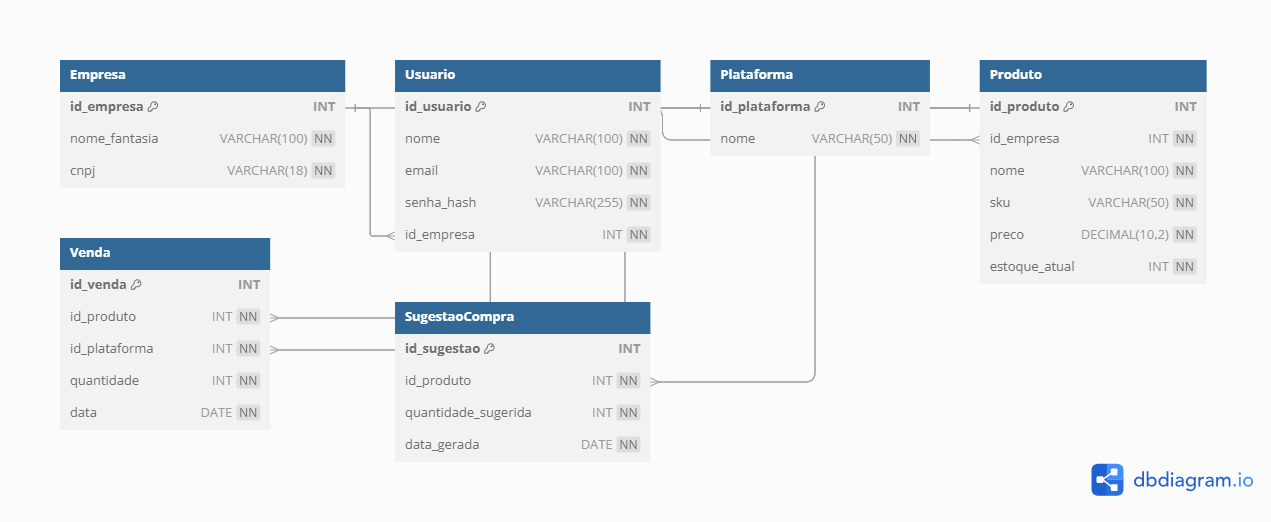 Empresa
id_empresa INT
nome_fantasia VARCHAR(100) NN
cnpj VARCHAR(18) NN
Usuario
id_usuario INT
nome VARCHAR(100) NN
email VARCHAR(100) NN
senha_hash VARCHAR(255) NN
id_empresa INT NN
Plataforma
id_plataforma INT
nome VARCHAR(50) NN
Produto
id_produto INT
id_empresa INT NN
nome VARCHAR(100) NN
sku VARCHAR(50) NN
preco DECIMAL(10,2) NN
estoque_atual INT NN
Venda
id_venda INT
id_produto INT NN
id_plataforma INT NN
quantidade INT NN
data DATE NN
SugestaoCompra
id_sugestao INT
id_produto INT NN
quantidade_sugerida INT NN
data_gerada DATE NN
dbdiagram.io